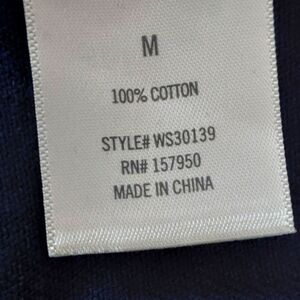 M
100% COTTON
STYLE# WS30139
RN# 157950
MADE IN CHINA